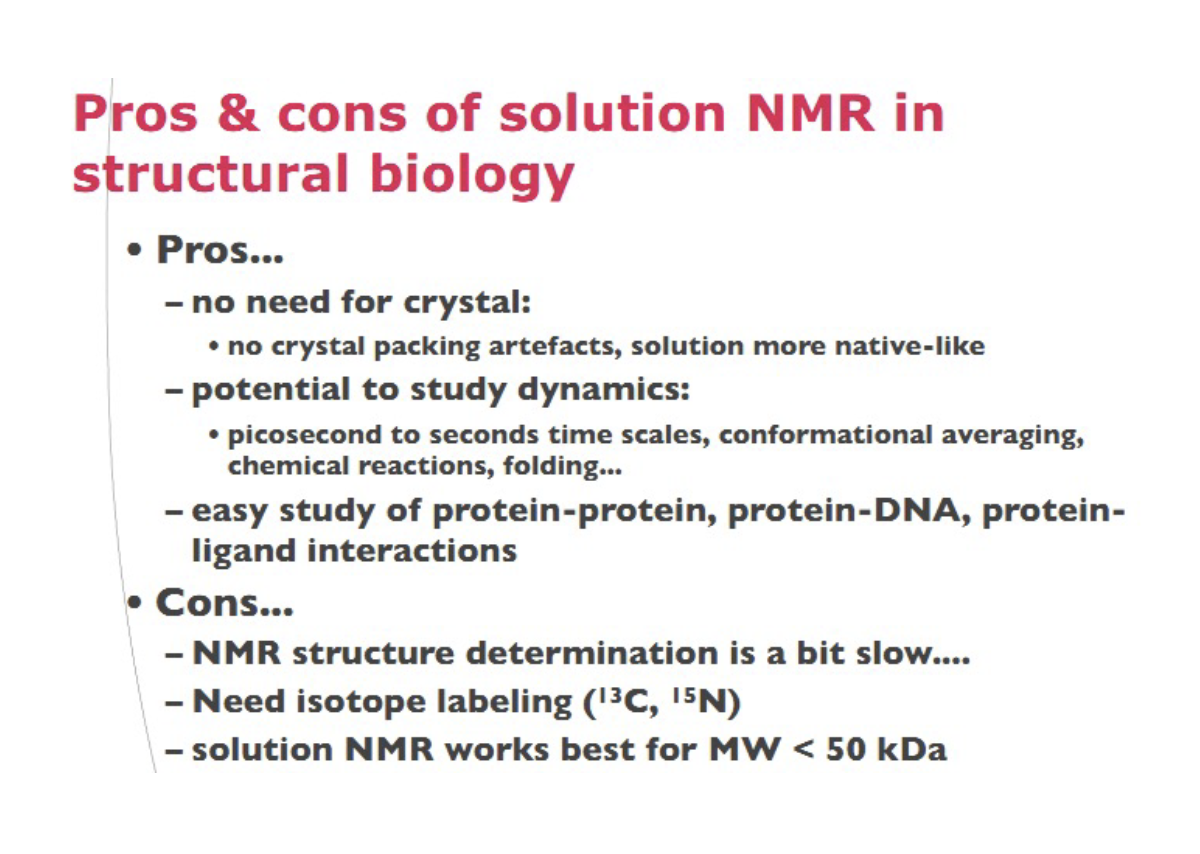 Pros & cons of solution NMR in
structural biology
• Pros...
– no need for crystal:
• no crystal packing artefacts, solution more native-like
– potential to study dynamics:
• picosecond to seconds time scales, conformational averaging,
chemical reactions, folding...
– easy study of protein-protein, protein-DNA, protein-
ligand interactions
• Cons...
– NMR structure determination is a bit slow....
– Need isotope labeling (¹³C, ¹⁵N)
– solution NMR works best for MW < 50 kDa